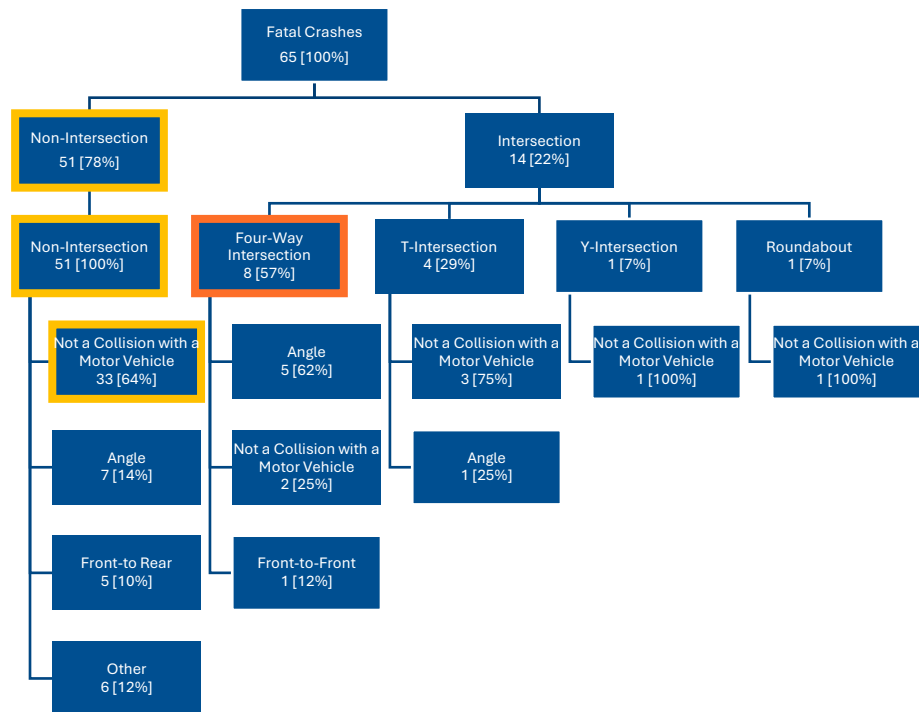 Fatal Crashes
65 [100%]
Non-Intersection
51 [78%]
Intersection
14 [22%]
Non-Intersection
51 [100%]
Four-Way
Intersection
8 [57%]
T-Intersection
4 [29%]
Y-Intersection
1 [7%]
Roundabout
1 [7%]
Not a Collision with a
Motor Vehicle
33 [64%]
Angle
5 [62%]
Not a Collision with a
Motor Vehicle
3 [75%]
Not a Collision with a
Motor Vehicle
1 [100%]
Not a Collision with a
Motor Vehicle
1 [100%]
Angle
7 [14%]
Not a Collision with a
Motor Vehicle
2 [25%]
Angle
1 [25%]
Front-to Rear
5 [10%]
Front-to-Front
1 [12%]
Other
6 [12%]